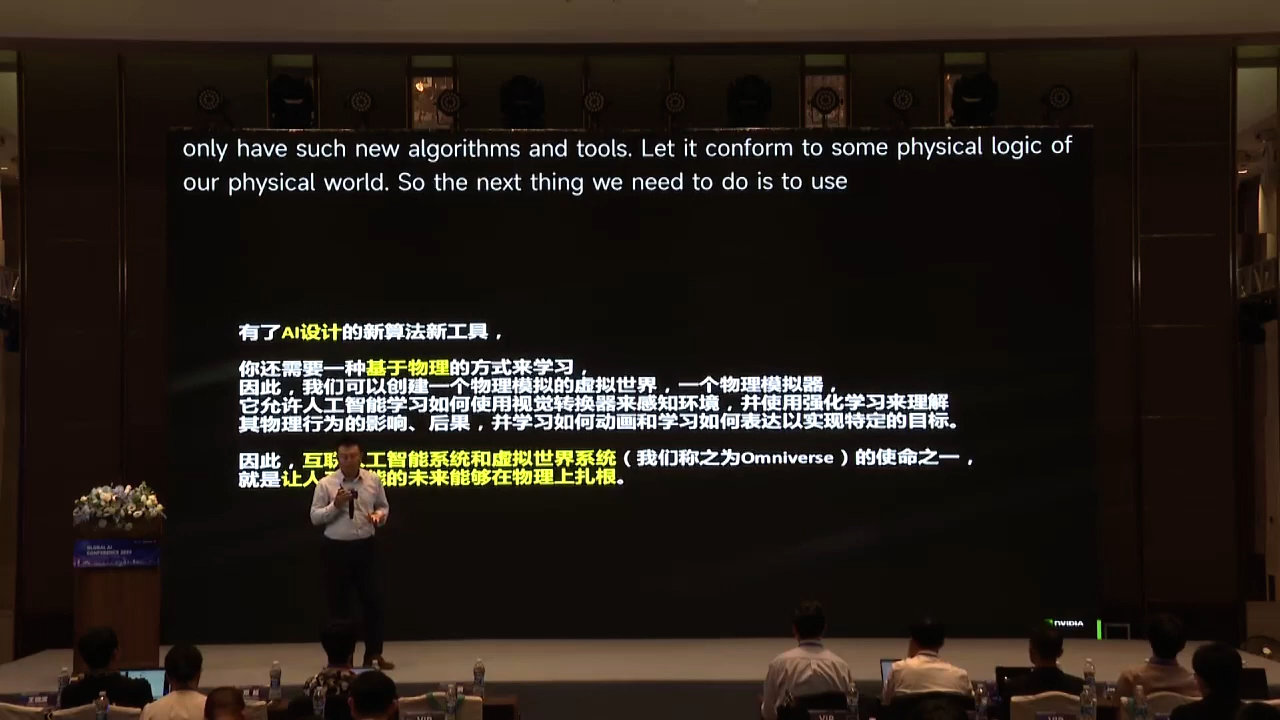 only have such new algorithms and tools. Let it conform to some physical logic of
our physical world. So the next thing we need to do is to use
有了AI设计的新算法新工具，
你还需要一种基于物理的方式来学习，
因此，我们可以创建一个物理模拟的虚拟世界，一个物理模拟器，
它允许人工智能学习如何使用视觉转换器来感知环境，并使用强化学习来理解
其物理行为的影响、后果，并学习如何动画和学习如何表达以实现特定的目标。
因此，互联人工智能系统和虚拟世界系统（我们称之为Omniverse）的使命之一，
就是让人 能的未来能够在物理上扎根。
GLOBAL AI
CONFERENCE
NVIDIA
VIP
VIP
VIP